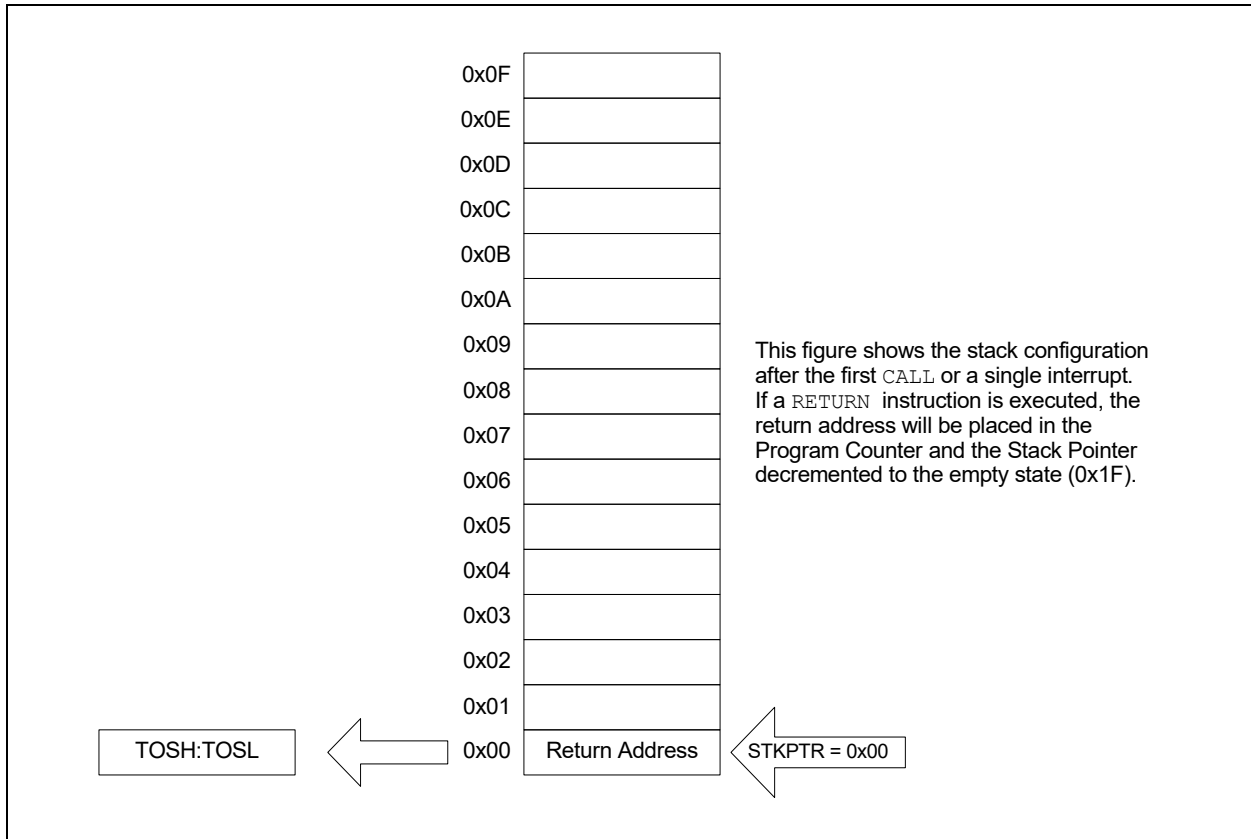 0x0F
0x0E
0x0D
0x0C
0x0B
0x0A
0x09
This figure shows the stack configuration
after the first CALL or a single interrupt.
If a RETURN instruction is executed, the
return address will be placed in the
Program Counter and the Stack Pointer
decremented to the empty state (0x1F).
0x08
0x07
0x06
0x05
0x04
0x03
0x02
0x01
TOSH:TOSL
0x00
Return Address
STKPTR = 0x00